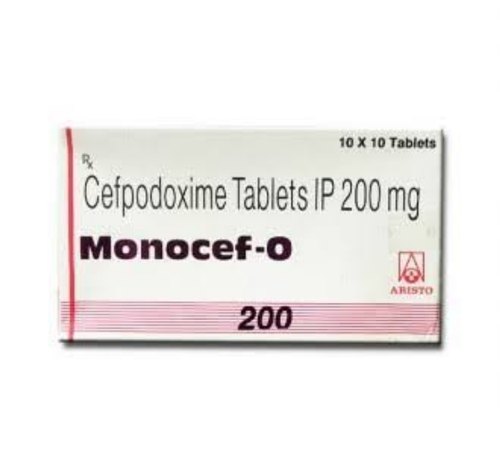 10 X 10 Tablets
Rx
Cefpodoxime Tablets IP 200 mg
Monocef-O
ARISTO
200